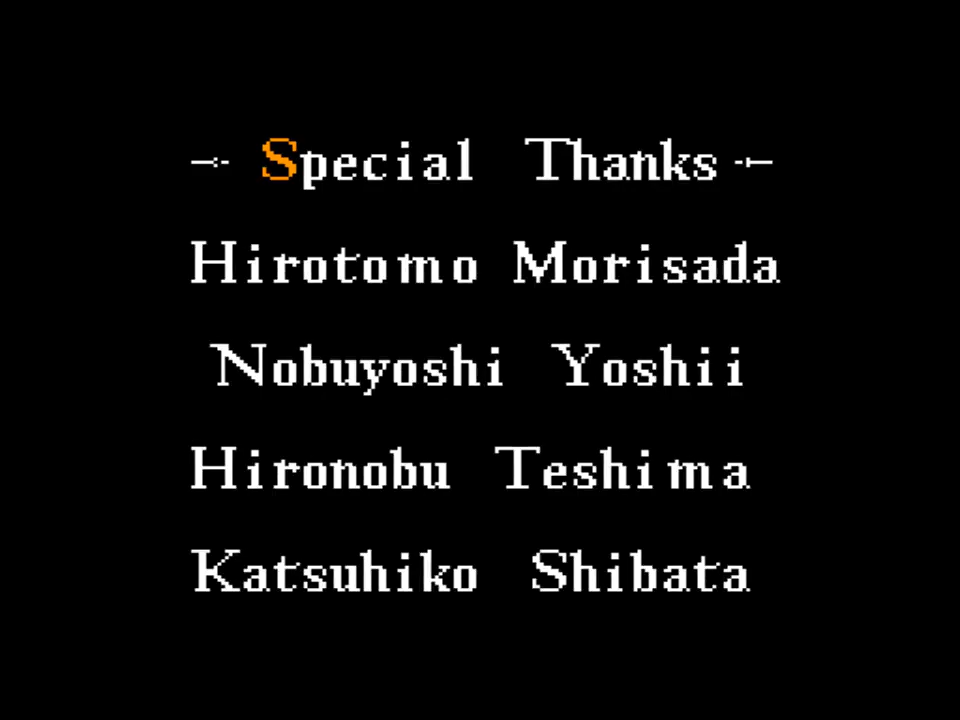 Special Thanks
Hirotomo Morisada
Nobuyoshi Yoshii
Hironobu Teshima
Katsuhiko Shibata